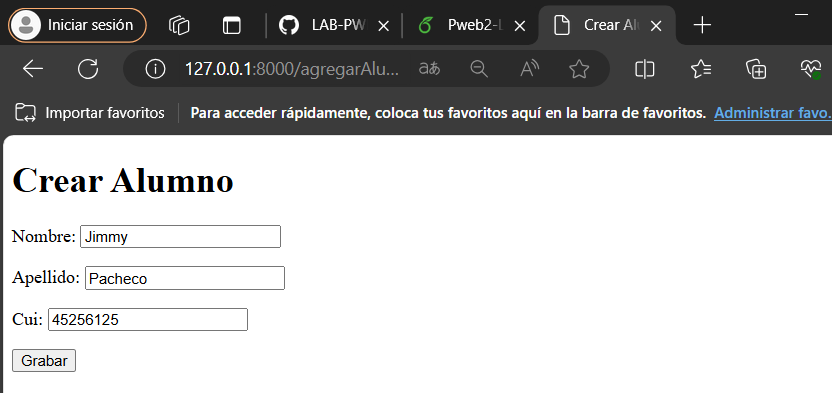 Iniciar sesión LAB-PW Pweb2-L Crear Al
127.0.0.1:8000/agregarAlu...
Importar favoritos Para acceder rápidamente, coloca tus favoritos aquí en la barra de favoritos. Administrar favo.
Crear Alumno
Nombre: Jimmy
Apellido: Pacheco
Cui: 45256125
Grabar